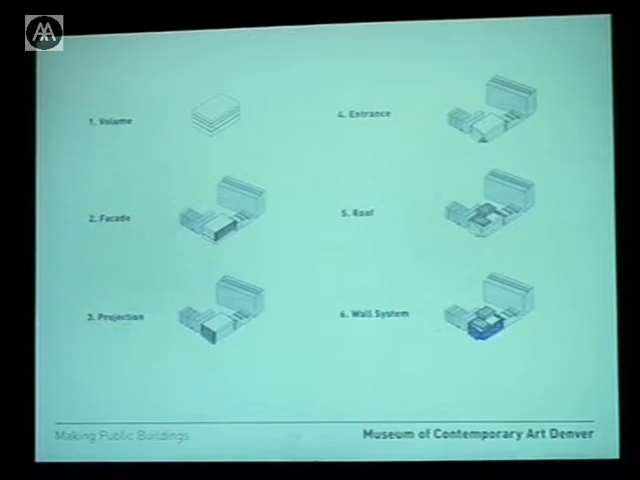 AA
1. Volume
2. Facade
3. Projection
4. Entrance
5. Roof
6. Wall System
Making Public Buildings
Museum of Contemporary Art Denver